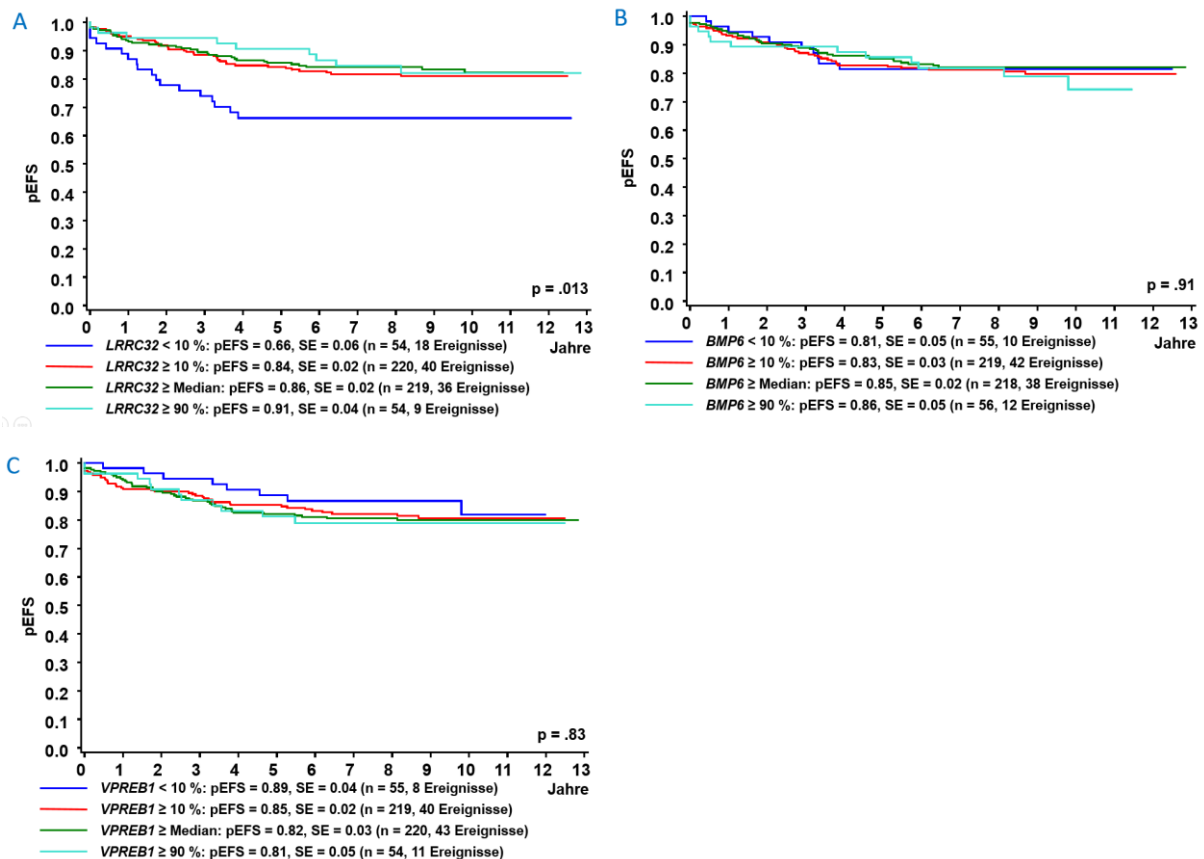 A
pEFS
1.0
0.9
0.8
0.7
0.6
0.5
0.4
0.3
0.2
0.1
0.0
p = .013
0 1 2 3 4 5 6 7 8 9 10 11 12 13
Jahre
LRRC32 < 10 %: pEFS = 0.66, SE = 0.06 (n = 54, 18 Ereignisse)
LRRC32 ≥ 10 %: pEFS = 0.84, SE = 0.02 (n = 220, 40 Ereignisse)
LRRC32 ≥ Median: pEFS = 0.86, SE = 0.02 (n = 219, 36 Ereignisse)
LRRC32 ≥ 90 %: pEFS = 0.91, SE = 0.04 (n = 54, 9 Ereignisse)
B
pEFS
1.0
0.9
0.8
0.7
0.6
0.5
0.4
0.3
0.2
0.1
0.0
p = .91
0 1 2 3 4 5 6 7 8 9 10 11 12 13
Jahre
BMP6 < 10 %: pEFS = 0.81, SE = 0.05 (n = 55, 10 Ereignisse)
BMP6 ≥ 10 %: pEFS = 0.83, SE = 0.03 (n = 219, 42 Ereignisse)
BMP6 ≥ Median: pEFS = 0.85, SE = 0.02 (n = 218, 38 Ereignisse)
BMP6 ≥ 90 %: pEFS = 0.86, SE = 0.05 (n = 56, 12 Ereignisse)
C
pEFS
1.0
0.9
0.8
0.7
0.6
0.5
0.4
0.3
0.2
0.1
0.0
p = .83
0 1 2 3 4 5 6 7 8 9 10 11 12 13
Jahre
VPREB1 < 10 %: pEFS = 0.89, SE = 0.04 (n = 55, 8 Ereignisse)
VPREB1 ≥ 10 %: pEFS = 0.85, SE = 0.02 (n = 219, 40 Ereignisse)
VPREB1 ≥ Median: pEFS = 0.82, SE = 0.03 (n = 220, 43 Ereignisse)
VPREB1 ≥ 90 %: pEFS = 0.81, SE = 0.05 (n = 54, 11 Ereignisse)